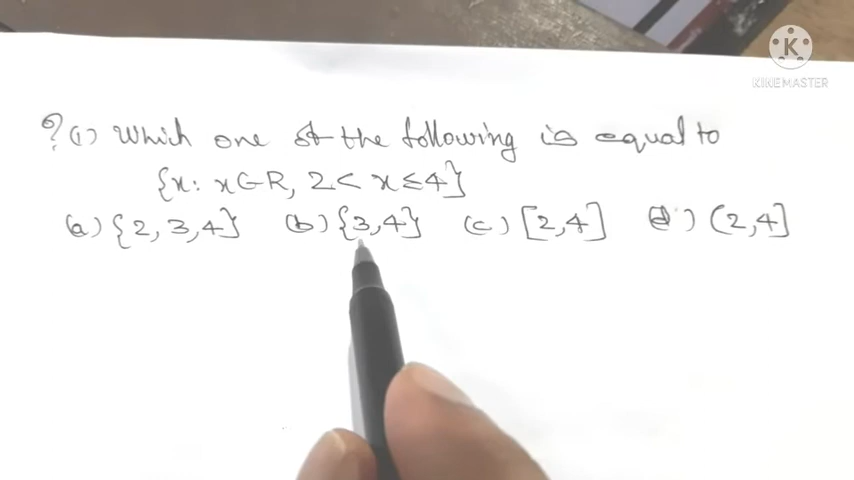 KINEMASTER
?(1) Which one of the following is equal to
{x: x∈R, 2 < x ≤ 4}
(a) {2, 3, 4} (b) {3, 4} (c) [2, 4] (d) (2, 4]